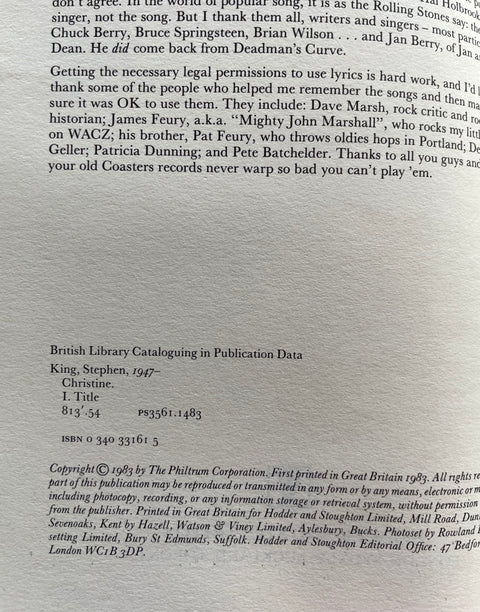 don't agree. In the world of popular song, it is as the Rolling Stones say: the
singer, not the song. But I thank them all, writers and singers – most
Chuck Berry, Bruce Springsteen, Brian Wilson . . . and Jan Berry, of Jan
Dean. He did come back from Deadman's Curve.
Getting the necessary legal permissions to use lyrics is hard work, and I'd
thank some of the people who helped me remember the songs and then
sure it was OK to use them. They include: Dave Marsh, rock critic and
historian; James Feury, a.k.a. "Mighty John Marshall", who rocks my
on WACZ; his brother, Pat Feury, who throws oldies hops in Portland;
Geller; Patricia Dunning; and Pete Batchelder. Thanks to all you guys
your old Coasters records never warp so bad you can't play 'em.
British Library Cataloguing in Publication Data
King, Stephen, 1947–
Christine.
I. Title
813'.54 PS3561.I483
ISBN 0 340 33161 5
Copyright © 1983 by The Philtrum Corporation. First printed in Great Britain 1983. All rights
part of this publication may be reproduced or transmitted in any form or by any means, electronic or
including photocopy, recording, or any information storage or retrieval system, without permission
from the publisher. Printed in Great Britain for Hodder and Stoughton Limited, Mill Road,
Sevenoaks, Kent by Hazell, Watson & Viney Limited, Aylesbury, Bucks. Photoset by Rowland
setting Limited, Bury St Edmunds, Suffolk. Hodder and Stoughton Editorial Office: 47
London WC1B 3DP.